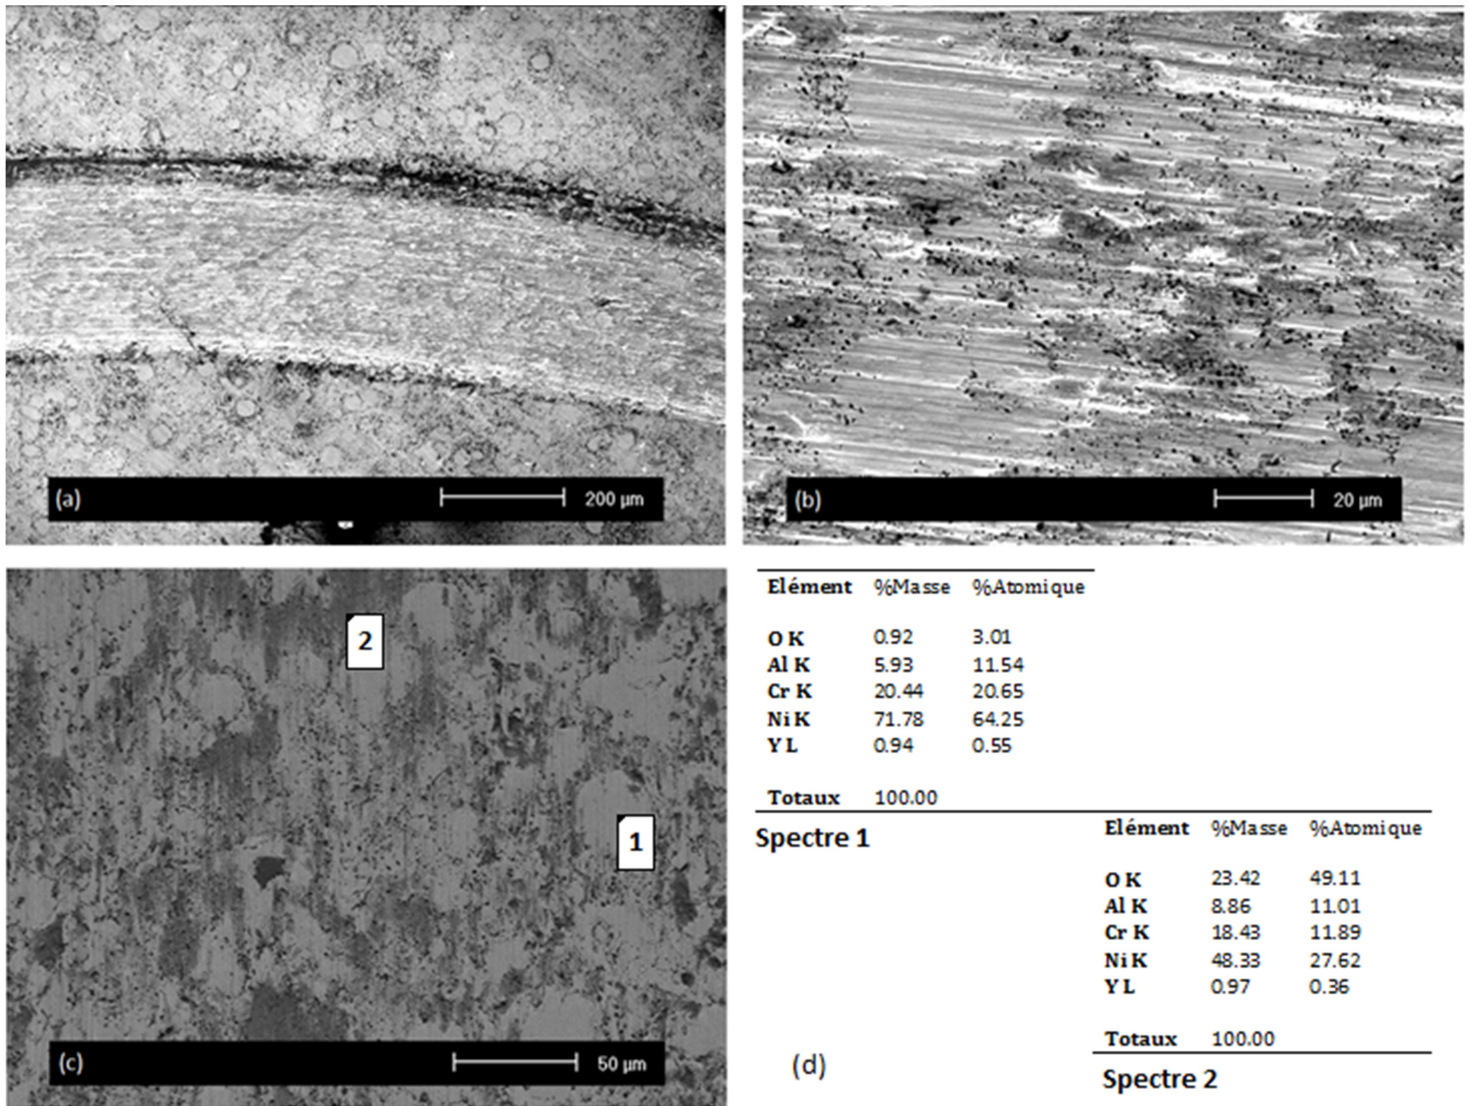 (a) 200 µm
(b) 20 µm
2
1
(c) 50 µm
Elément %Masse %Atomique
O K 0.92 3.01
Al K 5.93 11.54
Cr K 20.44 20.65
Ni K 71.78 64.25
Y L 0.94 0.55
Totaux 100.00
Spectre 1
Elément %Masse %Atomique
O K 23.42 49.11
Al K 8.86 11.01
Cr K 18.43 11.89
Ni K 48.33 27.62
Y L 0.97 0.36
Totaux 100.00
Spectre 2
(d)